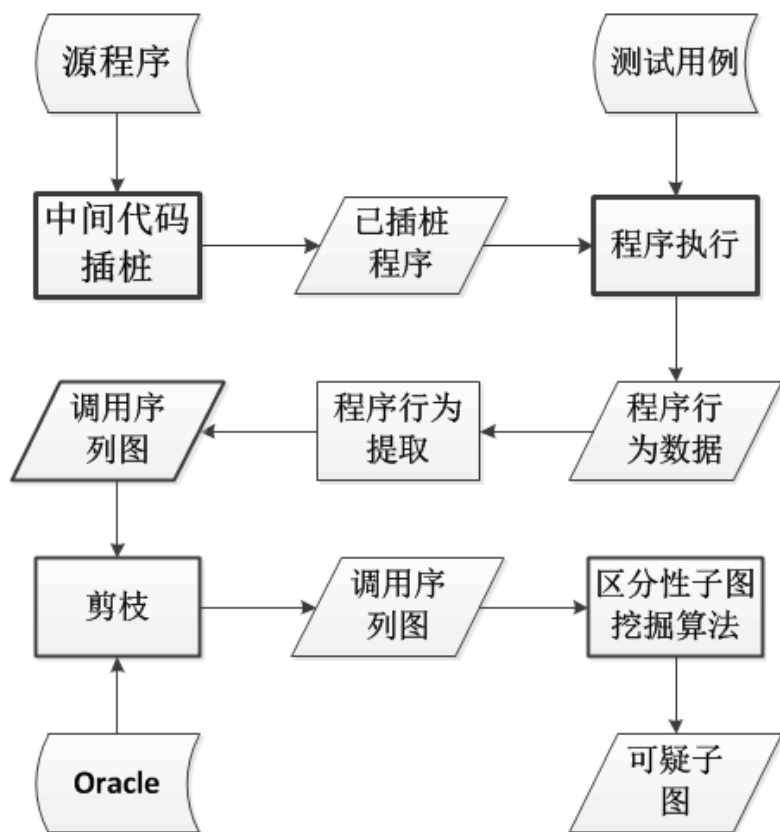 源程序
测试用例
中间代码
插桩
已插桩
程序
程序执行
调用序
列图
程序行为
提取
程序行
为数据
剪枝
调用序
列图
区分性子图
挖掘算法
Oracle
可疑子
图